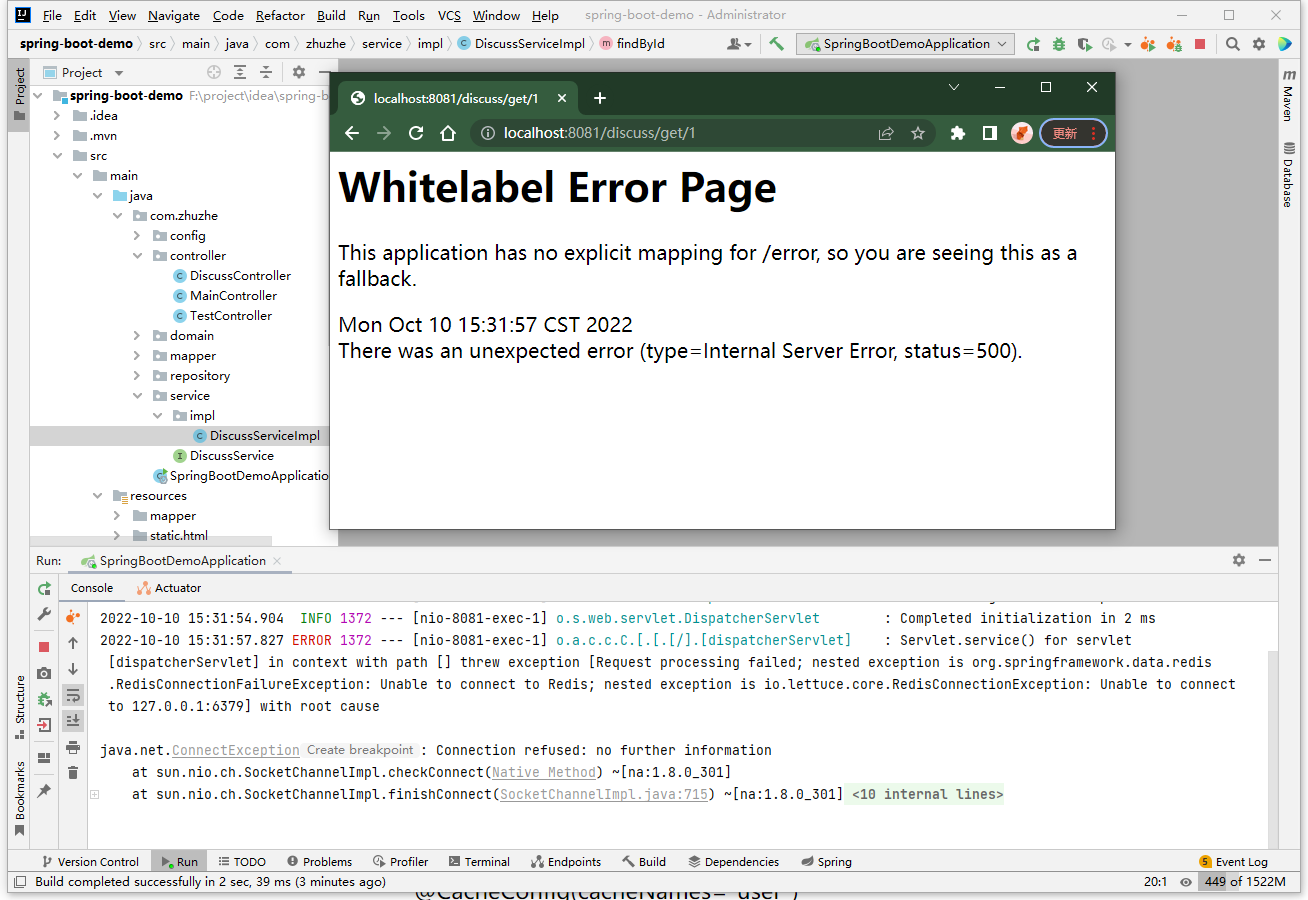 File Edit View Navigate Code Refactor Build Run Tools VCS Window Help spring-boot-demo - Administrator
spring-boot-demo src main java com zhuzhe service impl DiscussServiceImpl findById SpringBootDemoApplication
Project
Project
Maven
Database
Structure
Bookmarks
spring-boot-demo F:\project\idea\spring-b
.idea
.mvn
src
main
java
com.zhuzhe
config
controller
DiscussController
MainController
TestController
domain
mapper
repository
service
impl
DiscussServiceImpl
DiscussService
SpringBootDemoApplicatio
resources
mapper
static.html
localhost:8081/discuss/get/1
localhost:8081/discuss/get/1 更新
Whitelabel Error Page
This application has no explicit mapping for /error, so you are seeing this as a
fallback.
Mon Oct 10 15:31:57 CST 2022
There was an unexpected error (type=Internal Server Error, status=500).
Run: SpringBootDemoApplication
Console Actuator
2022-10-10 15:31:54.904 INFO 1372 --- [nio-8081-exec-1] o.s.web.servlet.DispatcherServlet : Completed initialization in 2 ms
2022-10-10 15:31:57.827 ERROR 1372 --- [nio-8081-exec-1] o.a.c.c.C.[.[.[/].[dispatcherServlet] : Servlet.service() for servlet
[dispatcherServlet] in context with path [] threw exception [Request processing failed; nested exception is org.springframework.data.redis
.RedisConnectionFailureException: Unable to connect to Redis; nested exception is io.lettuce.core.RedisConnectionException: Unable to connect
to 127.0.0.1:6379] with root cause
java.net.ConnectException Create breakpoint : Connection refused: no further information
at sun.nio.ch.SocketChannelImpl.checkConnect(Native Method) ~[na:1.8.0_301]
at sun.nio.ch.SocketChannelImpl.finishConnect(SocketChannelImpl.java:715) ~[na:1.8.0_301] <10 internal lines>
Version Control Run TODO Problems Profiler Terminal Endpoints Build Dependencies Spring 5 Event Log
Build completed successfully in 2 sec, 39 ms (3 minutes ago) 20:1 449 of 1522M